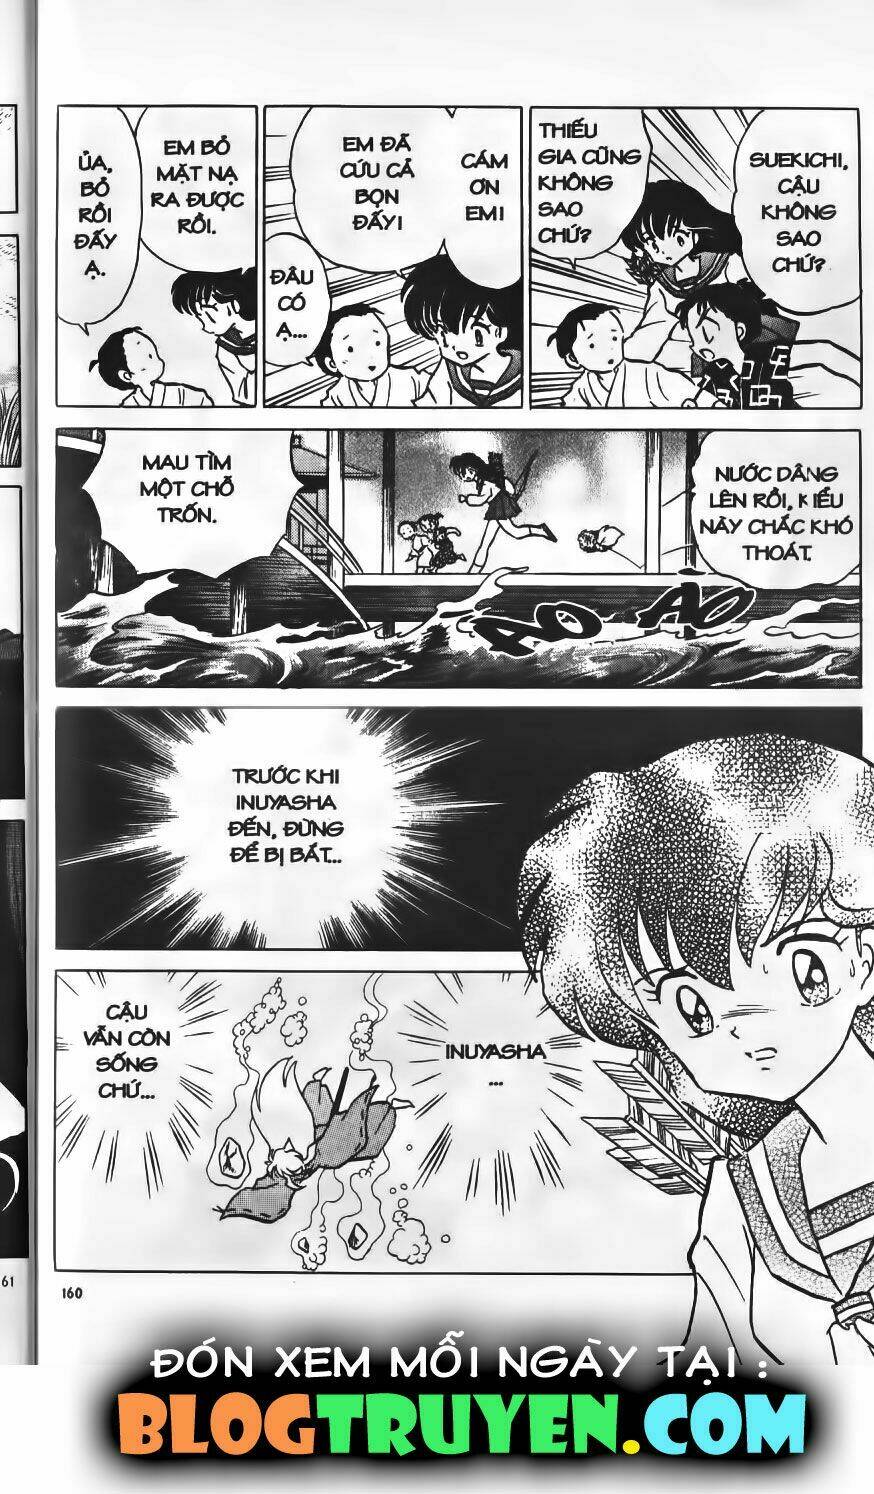 SUEKICHI,
CẬU
KHÔNG
SAO
CHỨ?
THIẾU
GIA CŨNG
KHÔNG
SAO
CHỨ?
CÁM
ƠN
EM!
EM ĐÃ
CỨU CẢ
BỌN
ĐẤY!
ĐÂU
CÓ
Ạ...
EM BỎ
MẶT NẠ
RA ĐƯỢC
RỒI.
ỦA,
BỎ
RỒI
ĐẤY
Ạ.
NƯỚC DÂNG
LÊN RỒI, KIỂU
NÀY CHẮC KHÓ
THOÁT.
MAU TÌM
MỘT CHỖ
TRỐN.
ÀO
ÀO
TRƯỚC KHI
INUYASHA
ĐẾN, ĐỪNG
ĐỂ BỊ BẮT...
INUYASHA
...
CẬU
VẪN CÒN
SỐNG
CHỨ...
61
160
ĐÓN XEM MỖI NGÀY TẠI :
BLOGTRUYEN.COM